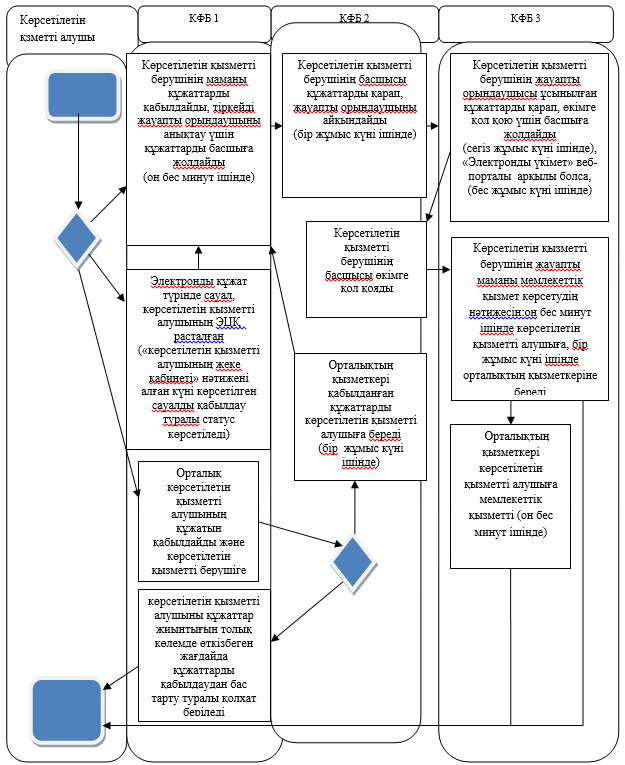 Көрсетілетін
қзметті алушы
КФБ 1
КФБ 2
КФБ 3
Көрсетілетін қызметті
берушінің маманы
құжаттарды
қабылдайды, тіркейді
жауапты орындаушыны
анықтау үшін
құжаттарды басшыға
жолдайды
(он бес минут ішінде)
Көрсетілетін қызметті
берушінің басшысы
құжаттарды қарап,
жауапты орындаушыны
айқындайды
(бір жұмыс күні ішінде)
Көрсетілетін қызметті
берушінің жауапты
орындаушысы ұсынылған
құжаттарды қарап, өкімге
қол қою үшін басшыға
жолдайды
(сегіз жұмыс күні ішінде),
«Электронды үкімет» веб-
порталы арқылы болса,
(бес жұмыс күні ішінде)
Көрсетілетін
қызметті
берушінің
басшысы өкімге
қол қояды
Көрсетілетін қызметті
берушінің жауапты
маманы мемлекеттік
қызмет көрсетудің
нәтижесін:он бес минут
ішінде көрсетілетін
қызметті алушыға, бір
жұмыс күні ішінде
орталықтың қызметкеріне
береді
Электронды құжат
түрінде сауал,
көрсетілетін қызметті
алушының ЭЦҚ
расталған
(«көрсетілетін қызметті
алушының жеке
қабинеті» нәтижені
алған күні көрсетілген
сауалды қабылдау
туралы статус
көрсетіледі)
Орталықтың
қызметкері
қабылданған
құжаттарды
көрсетілетін қызметті
алушыға береді
(бір жұмыс күні
ішінде)
Орталықтың
қызметкері
көрсетілетін
қызметті алушыға
мемлекеттік
қызметті (он бес
минут ішінде)
Орталық
көрсетілетін
қызметті
алушының
құжатын
қабылдайды және
көрсетілетін
қызметті берушіге
көрсетілетін қызметті
алушыны құжаттар
жиынтығын толық
көлемде өткізбеген
жағдайда
құжаттарды
қабылдаудан бас
тарту туралы қолхат
беріледі